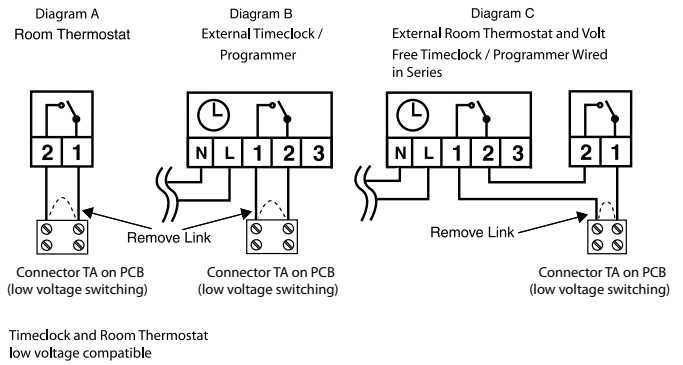 Diagram A
Room Thermostat
Diagram B
External Timeclock /
Programmer
Diagram C
External Room Thermostat and Volt
Free Timeclock / Programmer Wired
in Series
2 1
N L 1 2 3
N L 1 2 3
2 1
Remove Link
Remove Link
Connector TA on PCB
(low voltage switching)
Connector TA on PCB
(low voltage switching)
Connector TA on PCB
(low voltage switching)
Timeclock and Room Thermostat
low voltage compatible